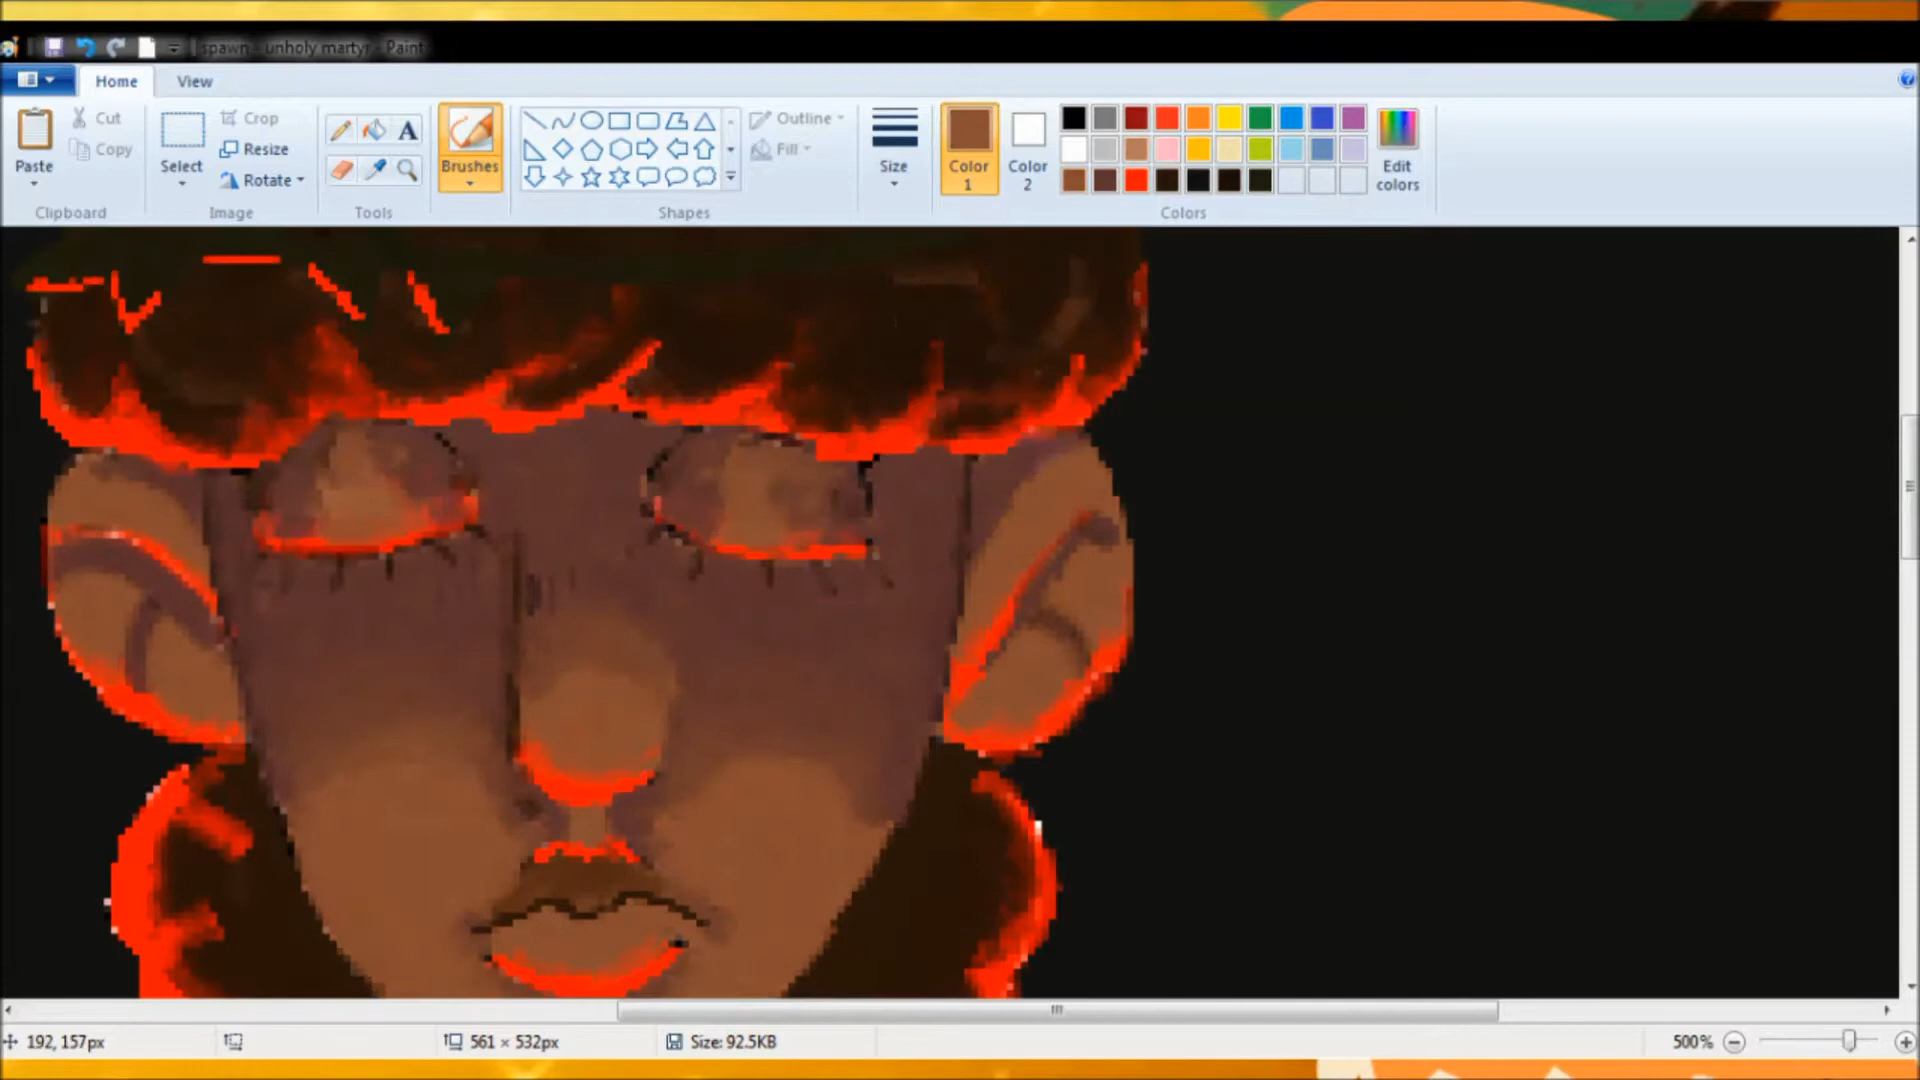 spawn - unholy martyr - Paint
Home View
Paste
Cut
Copy
Clipboard
Select
Crop
Resize
Rotate
Image
A
Tools
Brushes
Shapes
Outline
Fill
Size
Color 1
Color 2
Edit colors
Colors
192, 157px
561 × 532px
Size: 92.5KB
500%